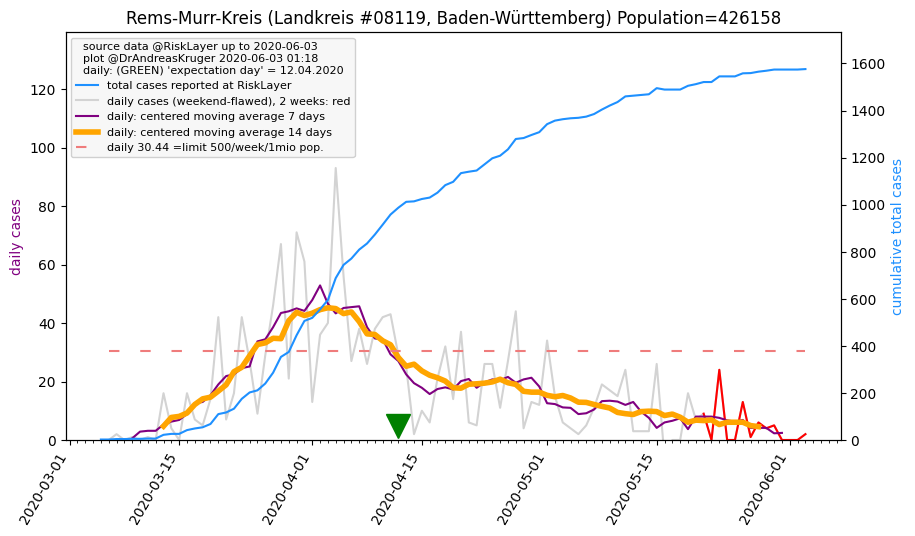 Rems-Murr-Kreis (Landkreis #08119, Baden-Württemberg) Population=426158
source data @RiskLayer up to 2020-06-03
plot @DrAndreasKruger 2020-06-03 01:18
daily: (GREEN) 'expectation day' = 12.04.2020
total cases reported at RiskLayer
daily cases (weekend-flawed), 2 weeks: red
daily: centered moving average 7 days
daily: centered moving average 14 days
daily 30.44 =limit 500/week/1mio pop.
daily cases
0
20
40
60
80
100
120
cumulative total cases
0
200
400
600
800
1000
1200
1400
1600
2020-03-01
2020-03-15
2020-04-01
2020-04-15
2020-05-01
2020-05-15
2020-06-01